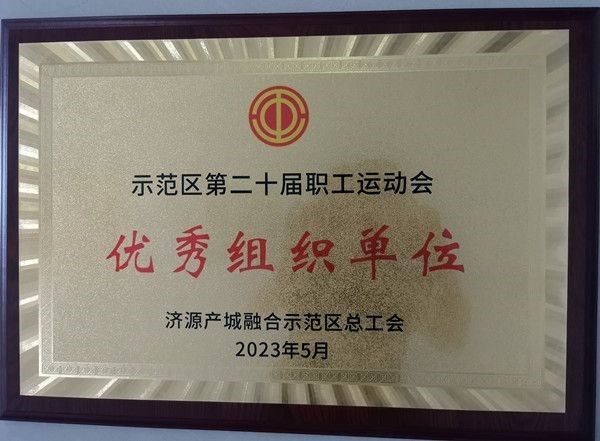 示范区第二十届职工运动会
优秀组织单位
济源产城融合示范区总工会
2023年5月